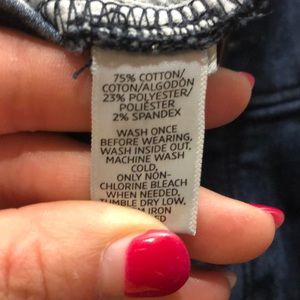 75% COTTON/
COTON/ALGODÓN
23% POLYESTER/
POLIÉSTER
2% SPANDEX
WASH ONCE
BEFORE WEARING,
WASH INSIDE OUT.
MACHINE WASH
COLD,
ONLY NON-
CHLORINE BLEACH
WHEN NEEDED,
TUMBLE DRY LOW.
IRON